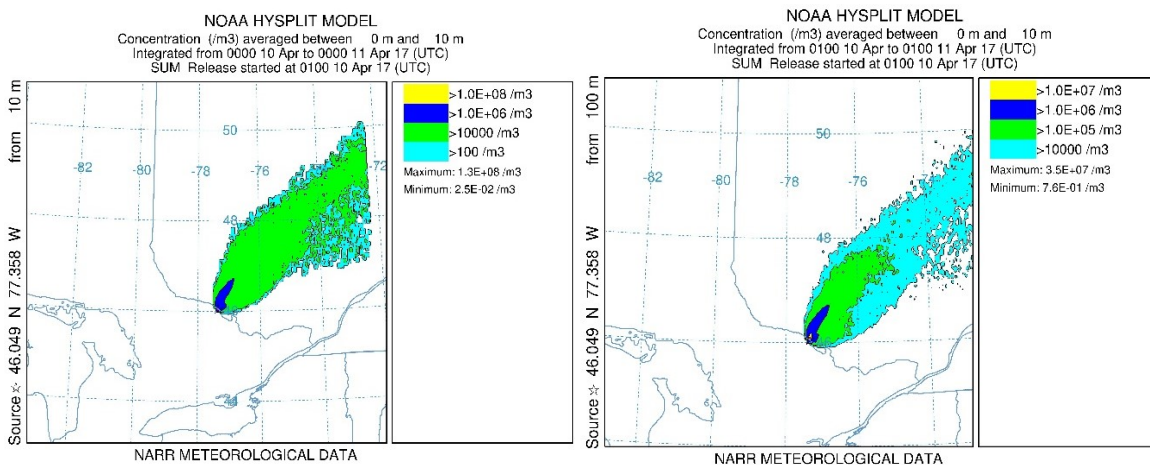 NOAA HYSPLIT MODEL
Concentration (/m3) averaged between 0 m and 10 m
Integrated from 0000 10 Apr to 0000 11 Apr 17 (UTC)
SUM Release started at 0100 10 Apr 17 (UTC)
Source ☆ 46.049 N 77.358 W from 10 m
>1.0E+08 /m3
>1.0E+06 /m3
>10000 /m3
>100 /m3
Maximum: 1.3E+08 /m3
Minimum: 2.5E-02 /m3
50
-82
-80
-78
-76
-72
48
NARR METEOROLOGICAL DATA
NOAA HYSPLIT MODEL
Concentration (/m3) averaged between 0 m and 10 m
Integrated from 0100 10 Apr to 0100 11 Apr 17 (UTC)
SUM Release started at 0100 10 Apr 17 (UTC)
Source ☆ 46.049 N 77.358 W from 100 m
>1.0E+07 /m3
>1.0E+06 /m3
>1.0E+05 /m3
>10000 /m3
Maximum: 3.5E+07 /m3
Minimum: 7.6E-01 /m3
50
-82
-80
-78
-76
48
NARR METEOROLOGICAL DATA